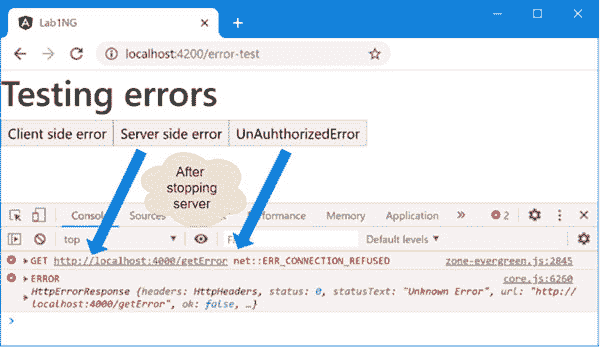 Lab1NG
localhost:4200/error-test
Testing errors
Client side error Server side error UnAuhthorizedError
After
stopping
server
Consol Sources Performance Memory Application » 2
top Default levels
GET http://localhost:4000/getError net::ERR_CONNECTION_REFUSED zone-evergreen.js:2845
ERROR core.js:6260
HttpErrorResponse {headers: HttpHeaders, status: 0, statusText: "Unknown Error", url: "http://
localhost:4000/getError", ok: false, …}